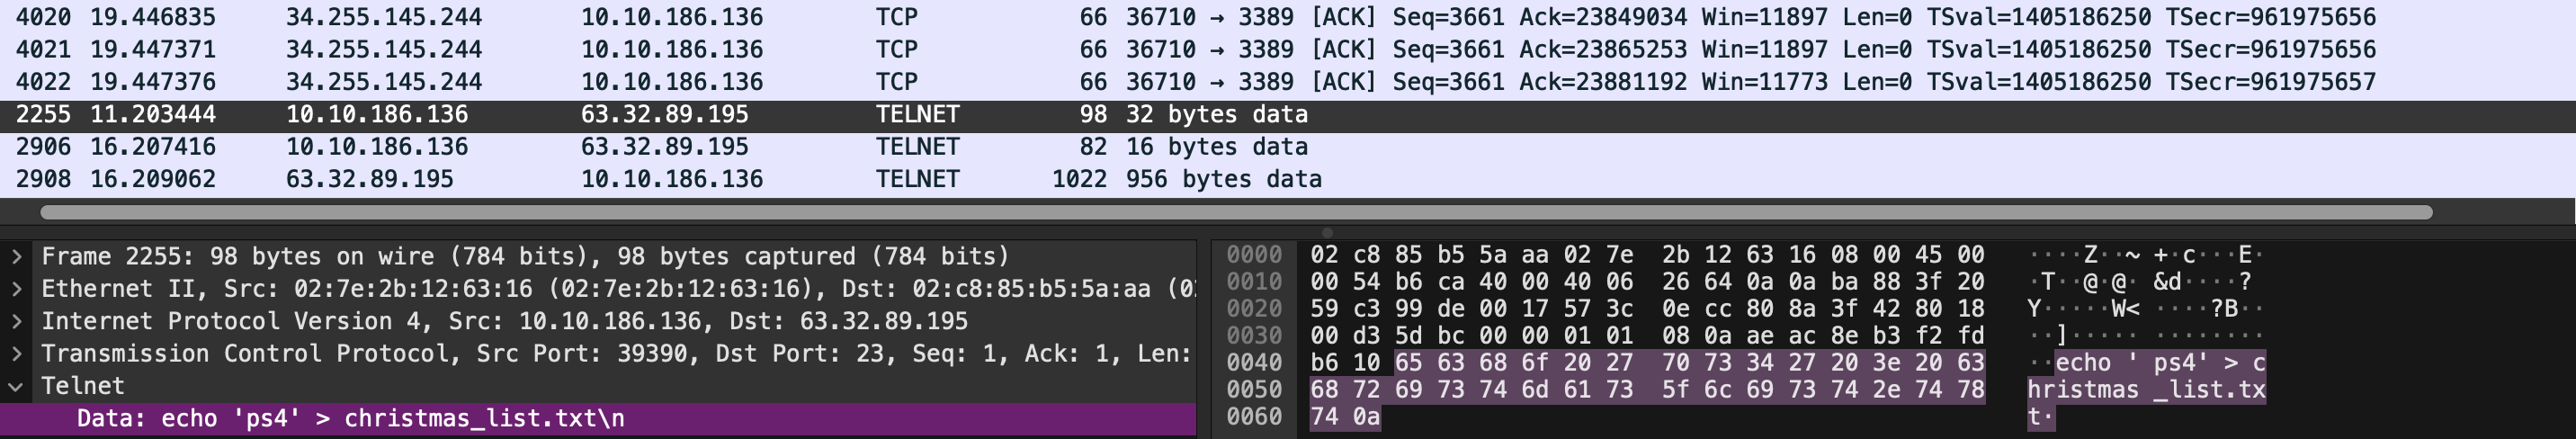 4020 19.446835 34.255.145.244 10.10.186.136 TCP 66 36710 → 3389 [ACK] Seq=3661 Ack=23849034 Win=11897 Len=0 TSval=1405186250 TSecr=961975656
4021 19.447371 34.255.145.244 10.10.186.136 TCP 66 36710 → 3389 [ACK] Seq=3661 Ack=23865253 Win=11897 Len=0 TSval=1405186250 TSecr=961975656
4022 19.447376 34.255.145.244 10.10.186.136 TCP 66 36710 → 3389 [ACK] Seq=3661 Ack=23881192 Win=11773 Len=0 TSval=1405186250 TSecr=961975657
2255 11.203444 10.10.186.136 63.32.89.195 TELNET 98 32 bytes data
2906 16.207416 10.10.186.136 63.32.89.195 TELNET 82 16 bytes data
2908 16.209062 63.32.89.195 10.10.186.136 TELNET 1022 956 bytes data
Frame 2255: 98 bytes on wire (784 bits), 98 bytes captured (784 bits)
Ethernet II, Src: 02:7e:2b:12:63:16 (02:7e:2b:12:63:16), Dst: 02:c8:85:b5:5a:aa (02:
Internet Protocol Version 4, Src: 10.10.186.136, Dst: 63.32.89.195
Transmission Control Protocol, Src Port: 39390, Dst Port: 23, Seq: 1, Ack: 1, Len:
Telnet
Data: echo 'ps4' > christmas_list.txt\n
0000 02 c8 85 b5 5a aa 02 7e 2b 12 63 16 08 00 45 00 ····Z··~ +·c···E·
0010 00 54 b6 ca 40 00 40 06 26 64 0a 0a ba 88 3f 20 ·T··@·@· &d····?
0020 59 c3 99 de 00 17 57 3c 0e cc 80 8a 3f 42 80 18 Y·····W< ····?B··
0030 00 d3 5d bc 00 00 01 01 08 0a ae ac 8e b3 f2 fd ··]····· ········
0040 b6 10 65 63 68 6f 20 27 70 73 34 27 20 3e 20 63 ··echo ' ps4' > c
0050 68 72 69 73 74 6d 61 73 5f 6c 69 73 74 2e 74 78 hristmas _list.tx
0060 74 0a t·